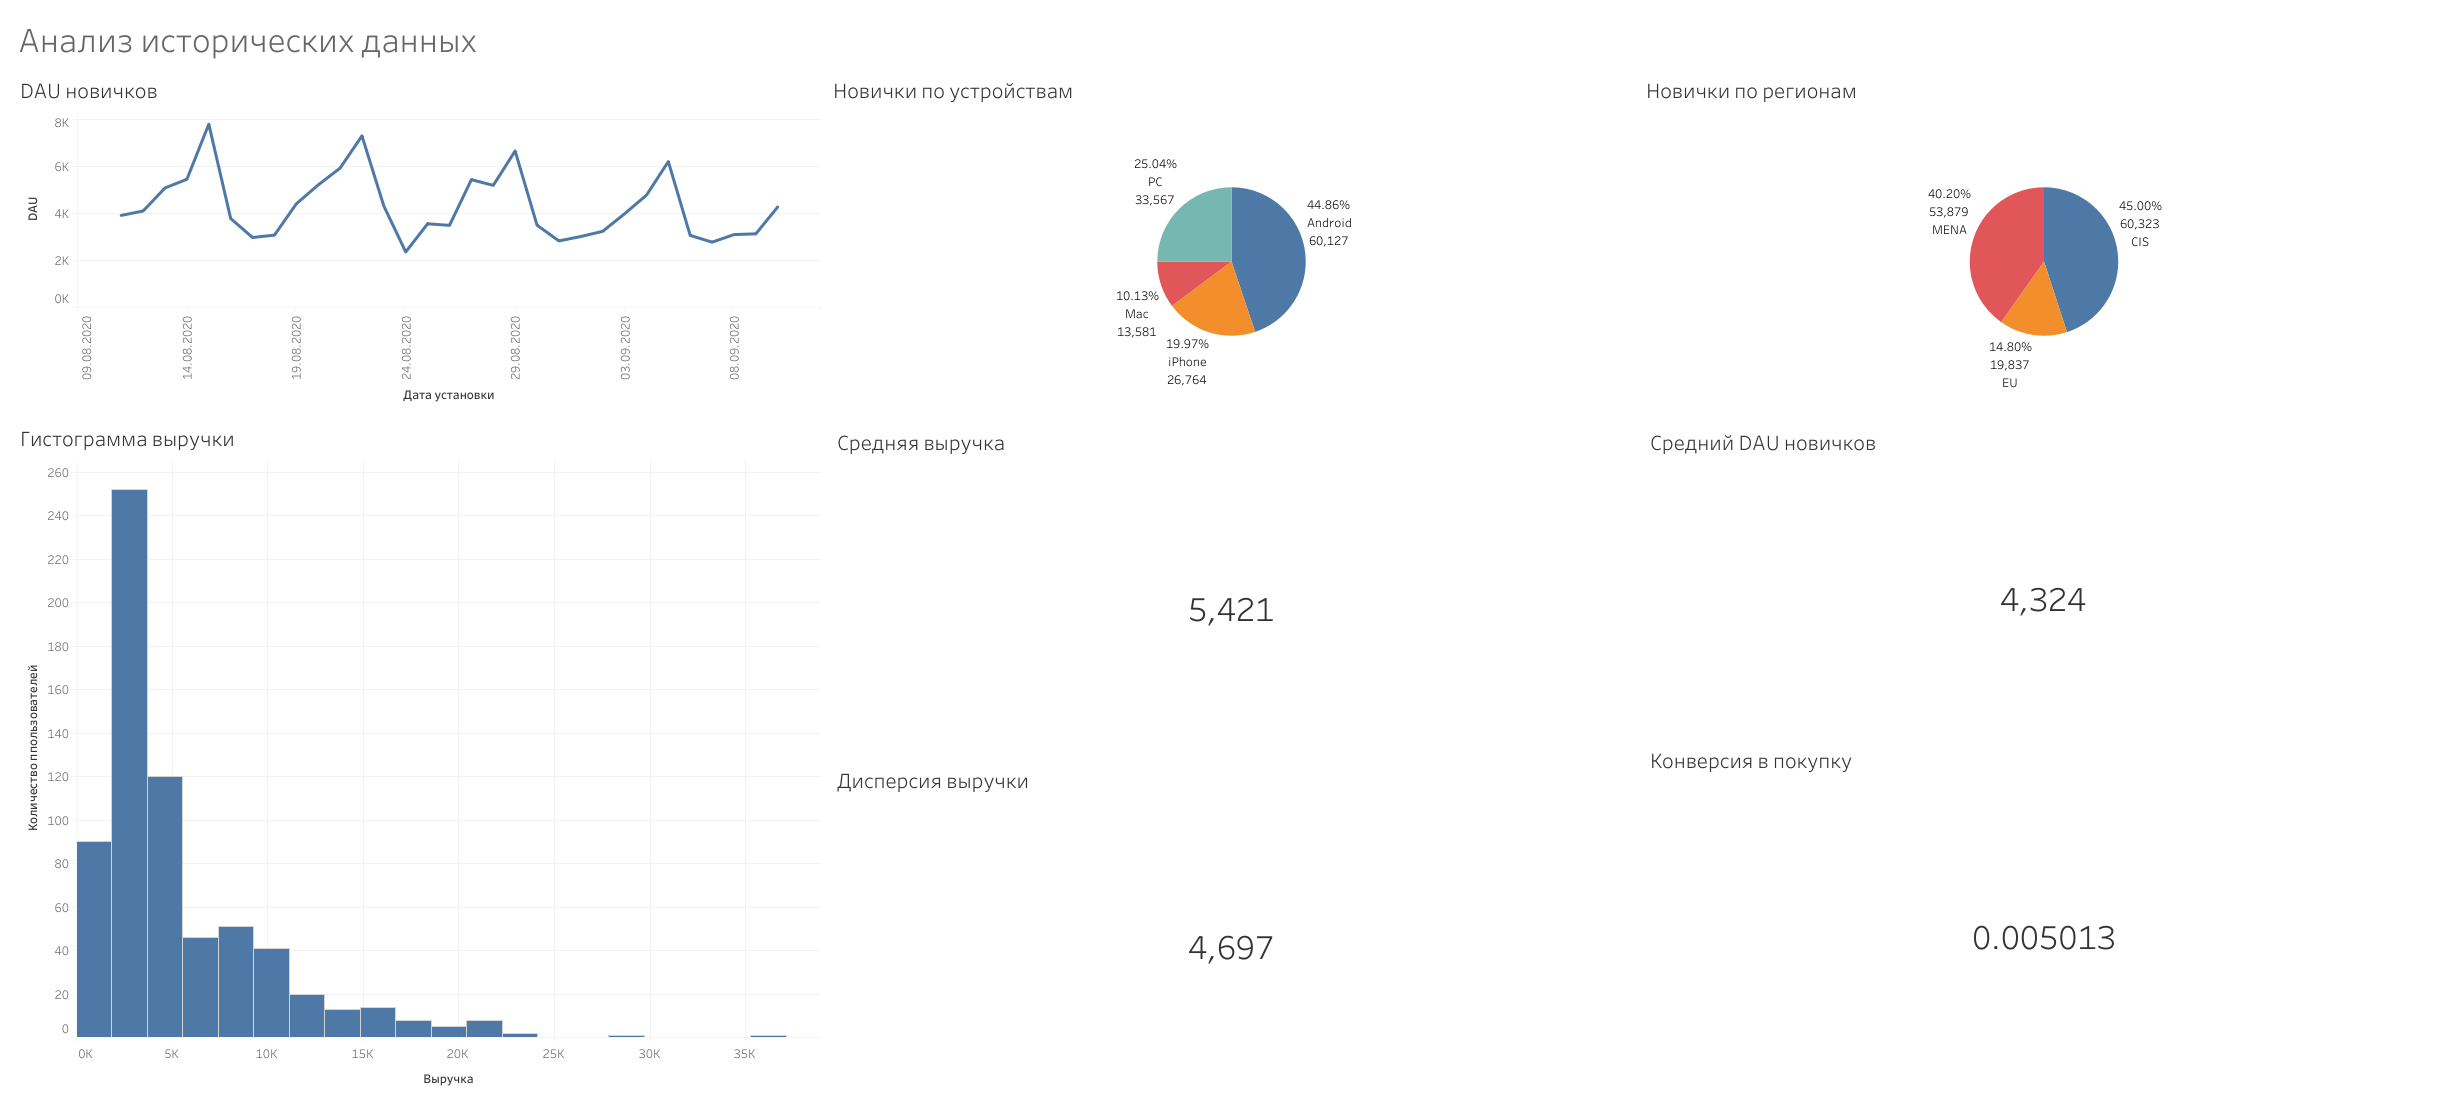 Анализ исторических данных
DAU новичков
8K
6K
4K
2K
0K
DAU
09.08.2020
14.08.2020
19.08.2020
24.08.2020
29.08.2020
03.09.2020
08.09.2020
Дата установки
Новички по устройствам
25.04%
PC
33,567
44.86%
Android
60,127
10.13%
Mac
13,581
19.97%
iPhone
26,764
Новички по регионам
40.20%
53,879
MENA
45.00%
60,323
CIS
14.80%
19,837
EU
Гистограмма выручки
260
240
220
200
180
160
140
120
100
80
60
40
20
0
Количество ппользователей
0K
5K
10K
15K
20K
25K
30K
35K
Выручка
Средняя выручка
5,421
Средний DAU новичков
4,324
Дисперсия выручки
4,697
Конверсия в покупку
0.005013